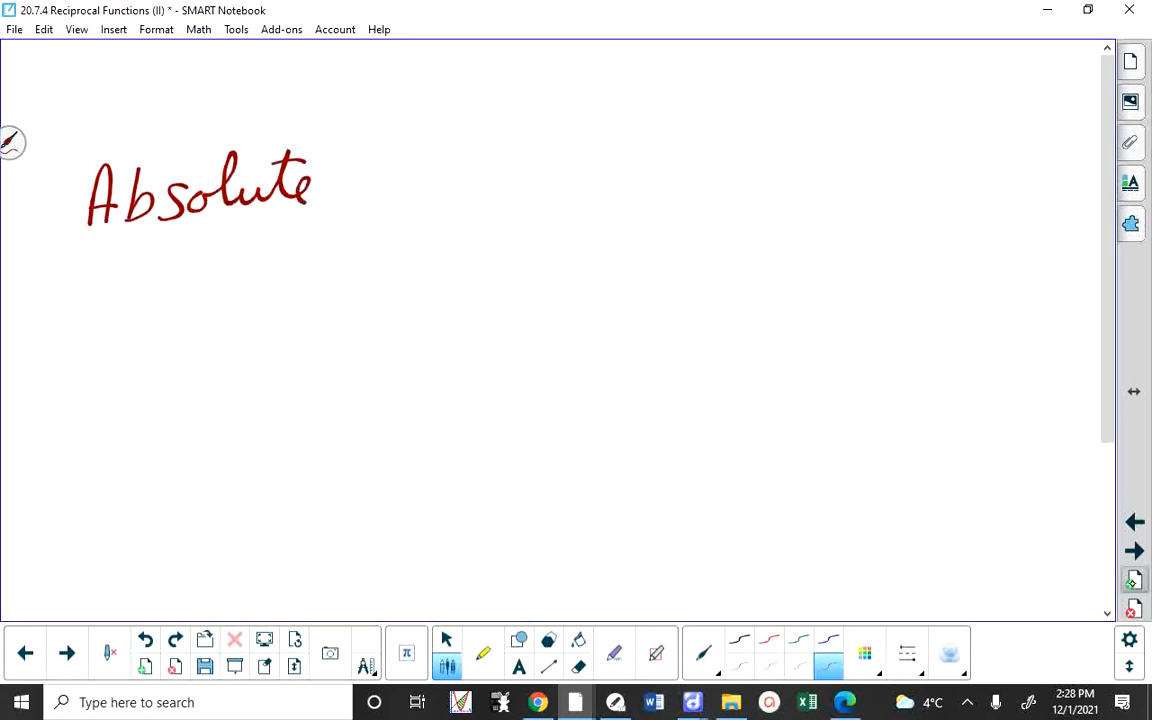 20.7.4 Reciprocal Functions (II) * - SMART Notebook
File Edit View Insert Format Math Tools Add-ons Account Help
Absolute
Type here to search
4°C
2:28 PM
12/1/2021